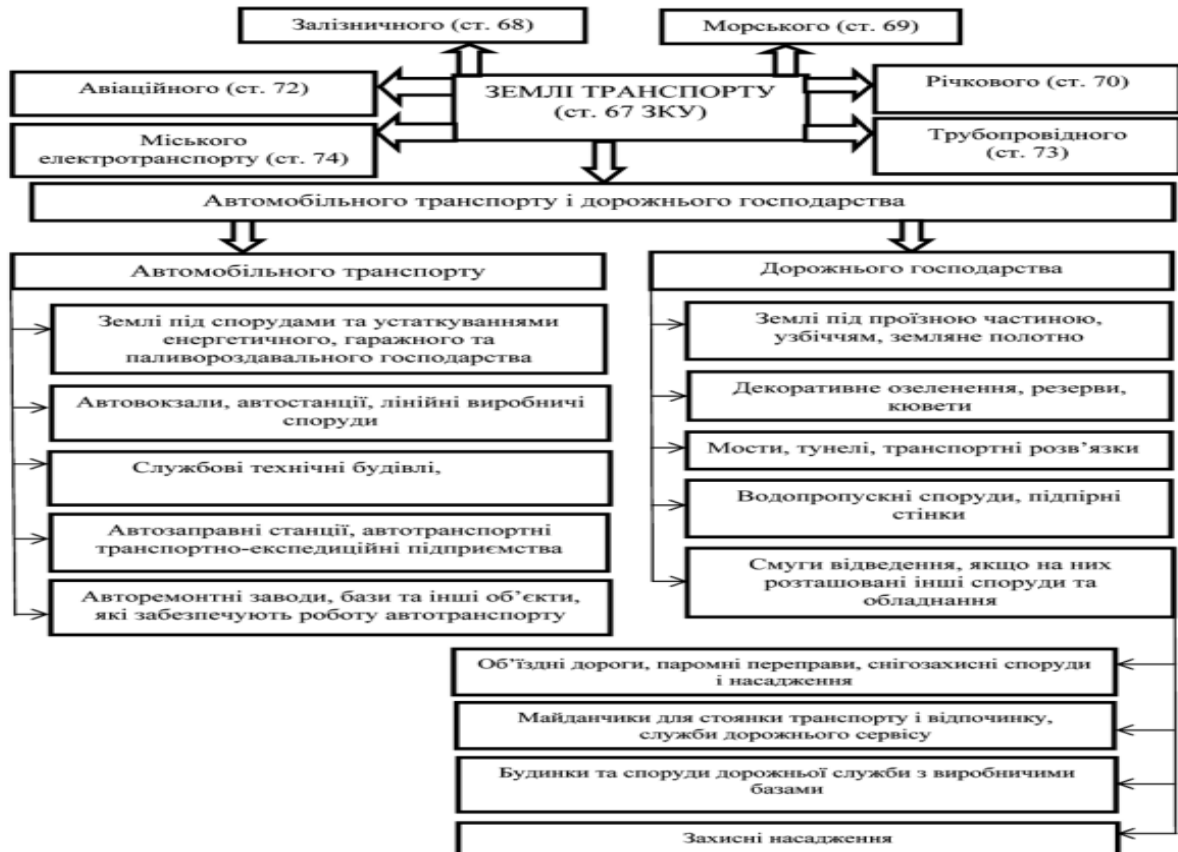 Залізничного (ст. 68)
Морського (ст. 69)
Авіаційного (ст. 72)
ЗЕМЛІ ТРАНСПОРТУ
(ст. 67 ЗКУ)
Річкового (ст. 70)
Міського
електротранспорту (ст. 74)
Трубопровідного
(ст. 73)
Автомобільного транспорту і дорожнього господарства
Автомобільного транспорту
Землі під спорудами та устаткуваннями
енергетичного, гаражного та
паливороздавального господарства
Автовокзали, автостанції, лінійні виробничі
споруди
Службові технічні будівлі,
Автозаправні станції, автотранспортні
транспортно-експедиційні підприємства
Авторемонтні заводи, бази та інші об’єкти,
які забезпечують роботу автотранспорту
Дорожнього господарства
Землі під проїзною частиною,
узбіччям, земляне полотно
Декоративне озеленення, резерви,
кювети
Мости, тунелі, транспортні розв’язки
Водопропускні споруди, підпірні
стінки
Смуги відведення, якщо на них
розташовані інші споруди та
обладнання
Об’їздні дороги, паромні переправи, снігозахисні споруди
і насадження
Майданчики для стоянки транспорту і відпочинку,
служби дорожнього сервісу
Будинки та споруди дорожньої служби з виробничими
базами
Захисні насадження